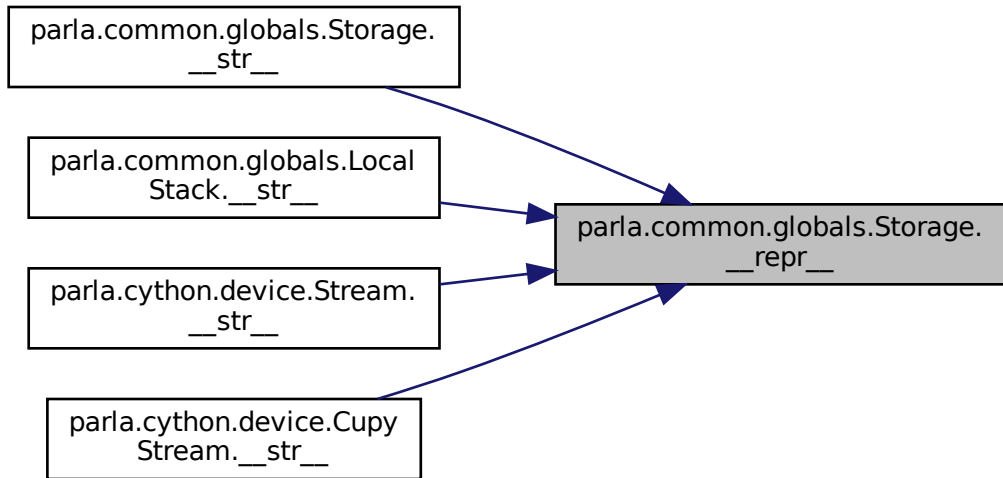 parla.common.globals.Storage.
__str__
parla.common.globals.Local
Stack.__str__
parla.cython.device.Stream.
__str__
parla.cython.device.Cupy
Stream.__str__
parla.common.globals.Storage.
__repr__